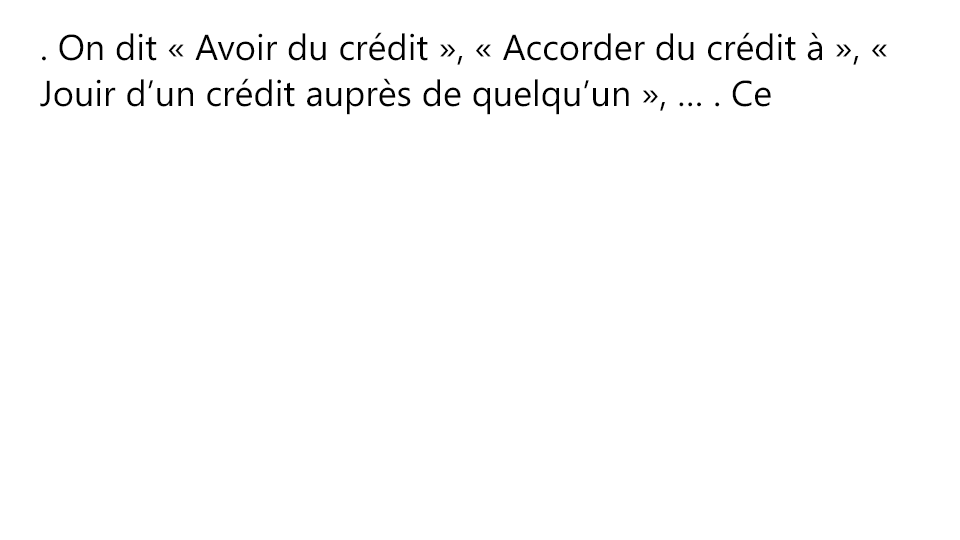 . On dit « Avoir du crédit », « Accorder du crédit à », «
Jouir d’un crédit auprès de quelqu’un », … . Ce